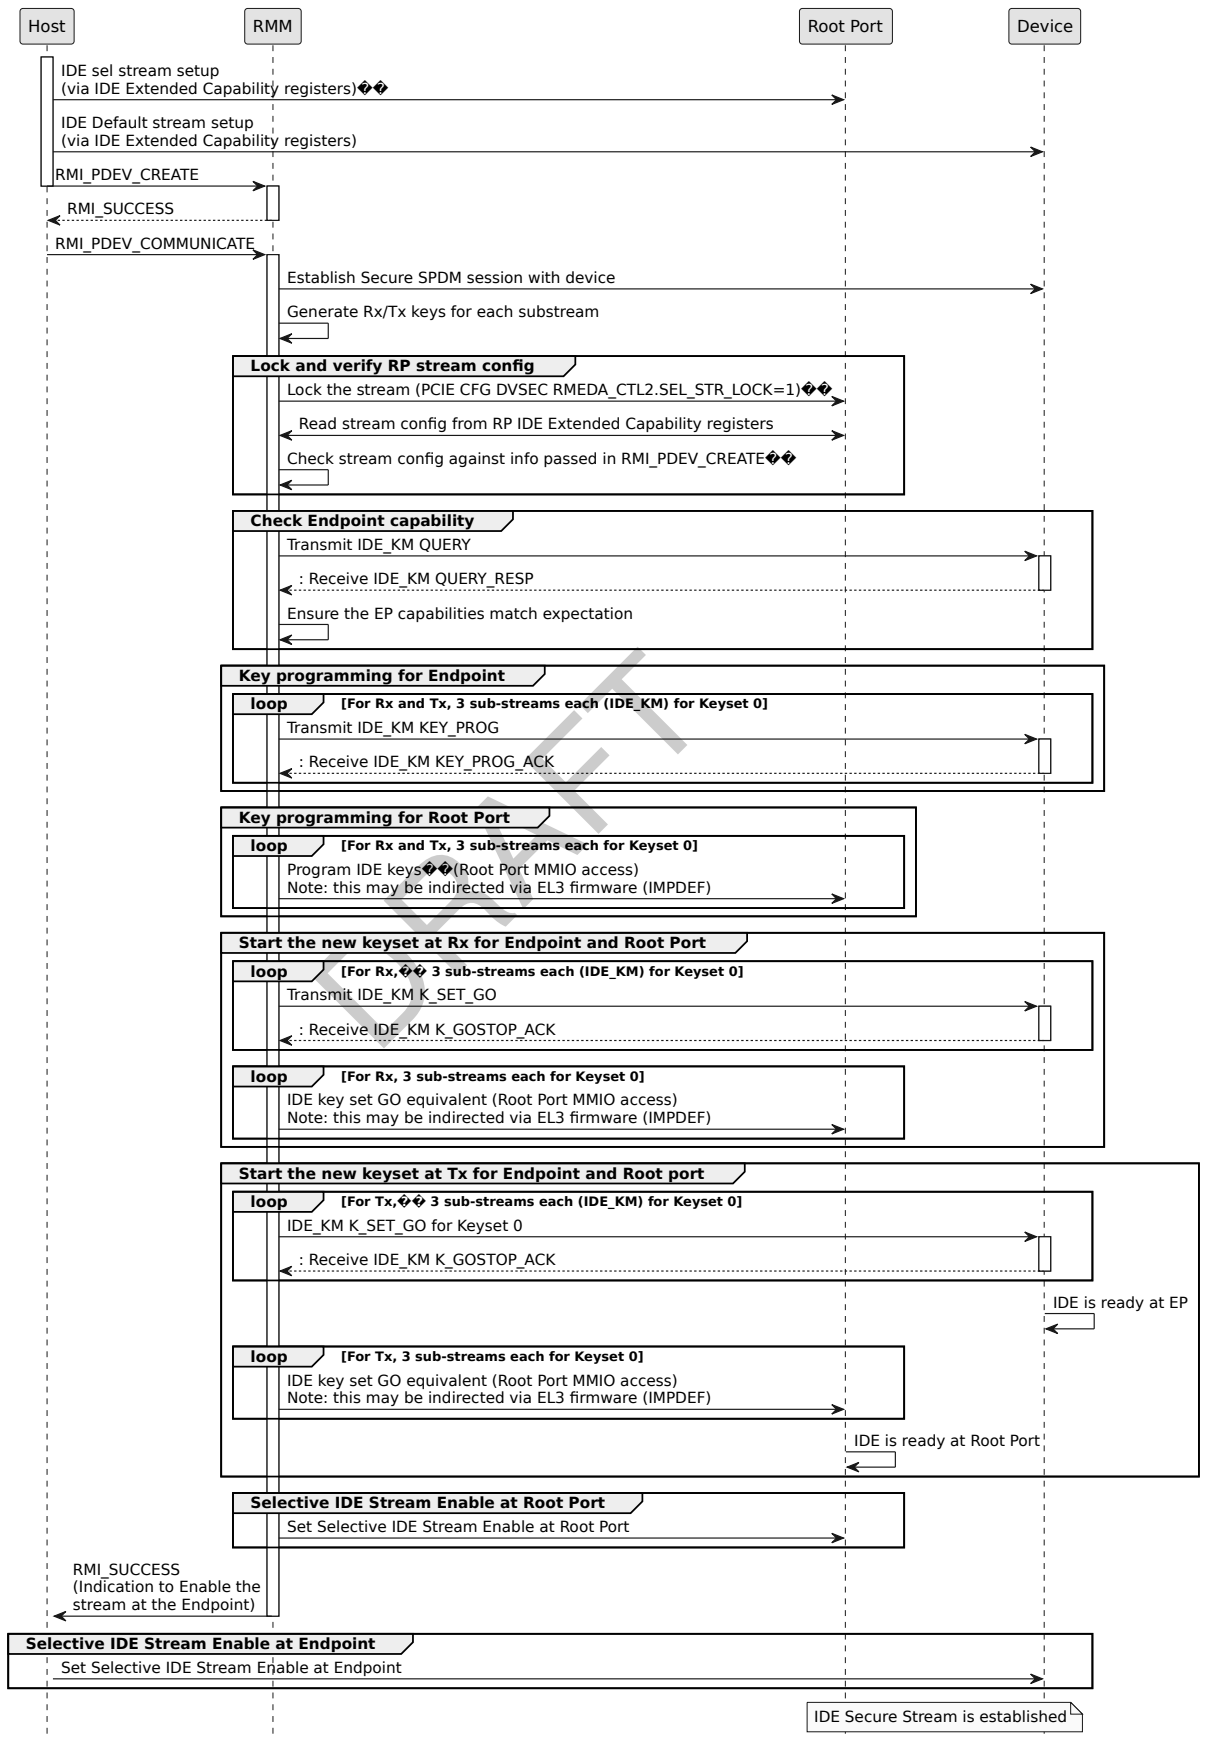 Host
RMM
Root Port
Device
IDE sel stream setup
(via IDE Extended Capability registers)��
IDE Default stream setup
(via IDE Extended Capability registers)
RMI_PDEV_CREATE
RMI_SUCCESS
RMI_PDEV_COMMUNICATE
Establish Secure SPDM session with device
Generate Rx/Tx keys for each substream
Lock and verify RP stream config
Lock the stream (PCIE CFG DVSEC RMEDA_CTL2.SEL_STR_LOCK=1)��
Read stream config from RP IDE Extended Capability registers
Check stream config against info passed in RMI_PDEV_CREATE��
Check Endpoint capability
Transmit IDE_KM QUERY
: Receive IDE_KM QUERY_RESP
Ensure the EP capabilities match expectation
Key programming for Endpoint
loop
[For Rx and Tx, 3 sub-streams each (IDE_KM) for Keyset 0]
Transmit IDE_KM KEY_PROG
: Receive IDE_KM KEY_PROG_ACK
Key programming for Root Port
loop
[For Rx and Tx, 3 sub-streams each for Keyset 0]
Program IDE keys��(Root Port MMIO access)
Note: this may be indirected via EL3 firmware (IMPDEF)
Start the new keyset at Rx for Endpoint and Root Port
loop
[For Rx,�� 3 sub-streams each (IDE_KM) for Keyset 0]
Transmit IDE_KM K_SET_GO
: Receive IDE_KM K_GOSTOP_ACK
loop
[For Rx, 3 sub-streams each for Keyset 0]
IDE key set GO equivalent (Root Port MMIO access)
Note: this may be indirected via EL3 firmware (IMPDEF)
Start the new keyset at Tx for Endpoint and Root port
loop
[For Tx,�� 3 sub-streams each (IDE_KM) for Keyset 0]
IDE_KM K_SET_GO for Keyset 0
: Receive IDE_KM K_GOSTOP_ACK
IDE is ready at EP
loop
[For Tx, 3 sub-streams each for Keyset 0]
IDE key set GO equivalent (Root Port MMIO access)
Note: this may be indirected via EL3 firmware (IMPDEF)
IDE is ready at Root Port
Selective IDE Stream Enable at Root Port
Set Selective IDE Stream Enable at Root Port
RMI_SUCCESS
(Indication to Enable the
stream at the Endpoint)
Selective IDE Stream Enable at Endpoint
Set Selective IDE Stream Enable at Endpoint
IDE Secure Stream is established
DRAFT